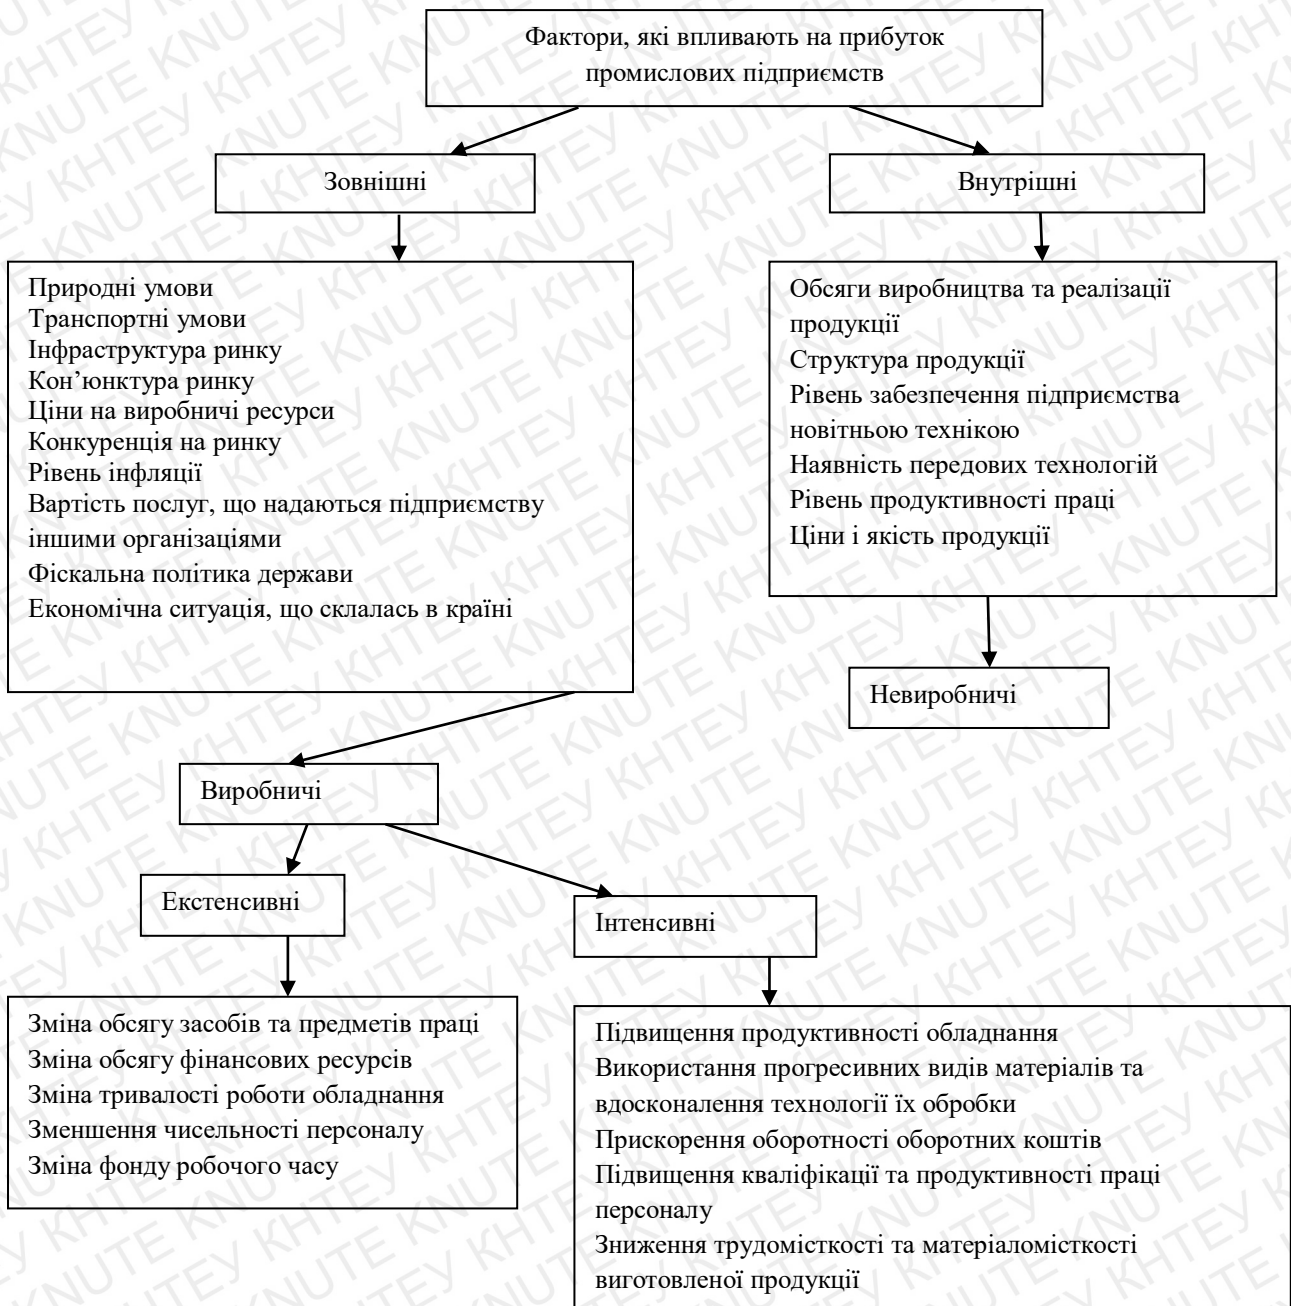 Фактори, які впливають на прибуток
промислових підприємств
Зовнішні
Внутрішні
Природні умови
Транспортні умови
Інфраструктура ринку
Кон’юнктура ринку
Ціни на виробничі ресурси
Конкуренція на ринку
Рівень інфляції
Вартість послуг, що надаються підприємству
іншими організаціями
Фіскальна політика держави
Економічна ситуація, що склалась в країні
Обсяги виробництва та реалізації
продукції
Структура продукції
Рівень забезпечення підприємства
новітньою технікою
Наявність передових технологій
Рівень продуктивності праці
Ціни і якість продукції
Невиробничі
Виробничі
Екстенсивні
Інтенсивні
Зміна обсягу засобів та предметів праці
Зміна обсягу фінансових ресурсів
Зміна тривалості роботи обладнання
Зменшення чисельності персоналу
Зміна фонду робочого часу
Підвищення продуктивності обладнання
Використання прогресивних видів матеріалів та
вдосконалення технології їх обробки
Прискорення оборотності оборотних коштів
Підвищення кваліфікації та продуктивності праці
персоналу
Зниження трудомісткості та матеріаломісткості
виготовленої продукції